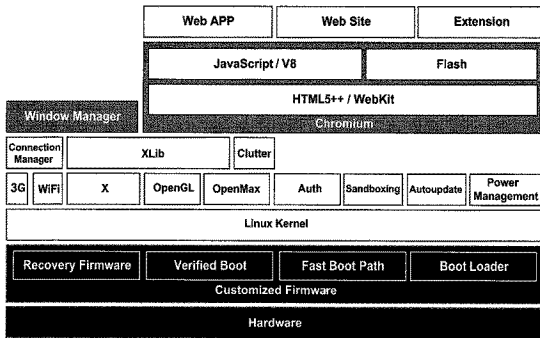 Web APP Web Site Extension
JavaScript / V8 Flash
HTML5++ / WebKit
Chromium
Window Manager
Connection Manager XLib Clutter
3G WiFi X OpenGL OpenMax Auth Sandboxing Autoupdate Power Management
Linux Kernel
Recovery Firmware Verified Boot Fast Boot Path Boot Loader
Customized Firmware
Hardware